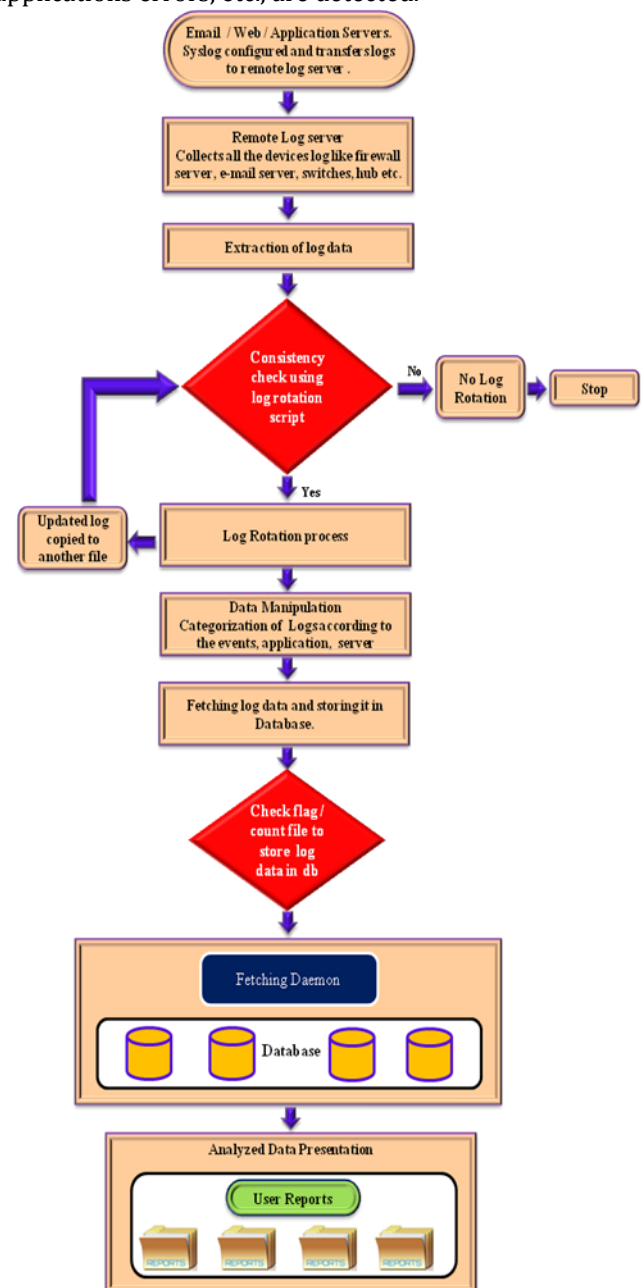 applications errors, etc., are detected.
Email / Web / Application Servers.
Syslog configured and transfers logs
to remote log server .
Remote Log server
Collects all the devices log like firewall
server, e-mail server, switches, hub etc.
Extraction of log data
Consistency
check using
log rotation
script
No
No Log
Rotation
Stop
Yes
Updated log
copied to
another file
Log Rotation process
Data Manipulation
Categorization of Logs according to
the events, application, server
Fetching log data and storing it in
Database.
Check flag /
count file to
store log
data in db
Fetching Daemon
Database
Analyzed Data Presentation
User Reports
REPORTS
REPORTS
REPORTS
REPORTS